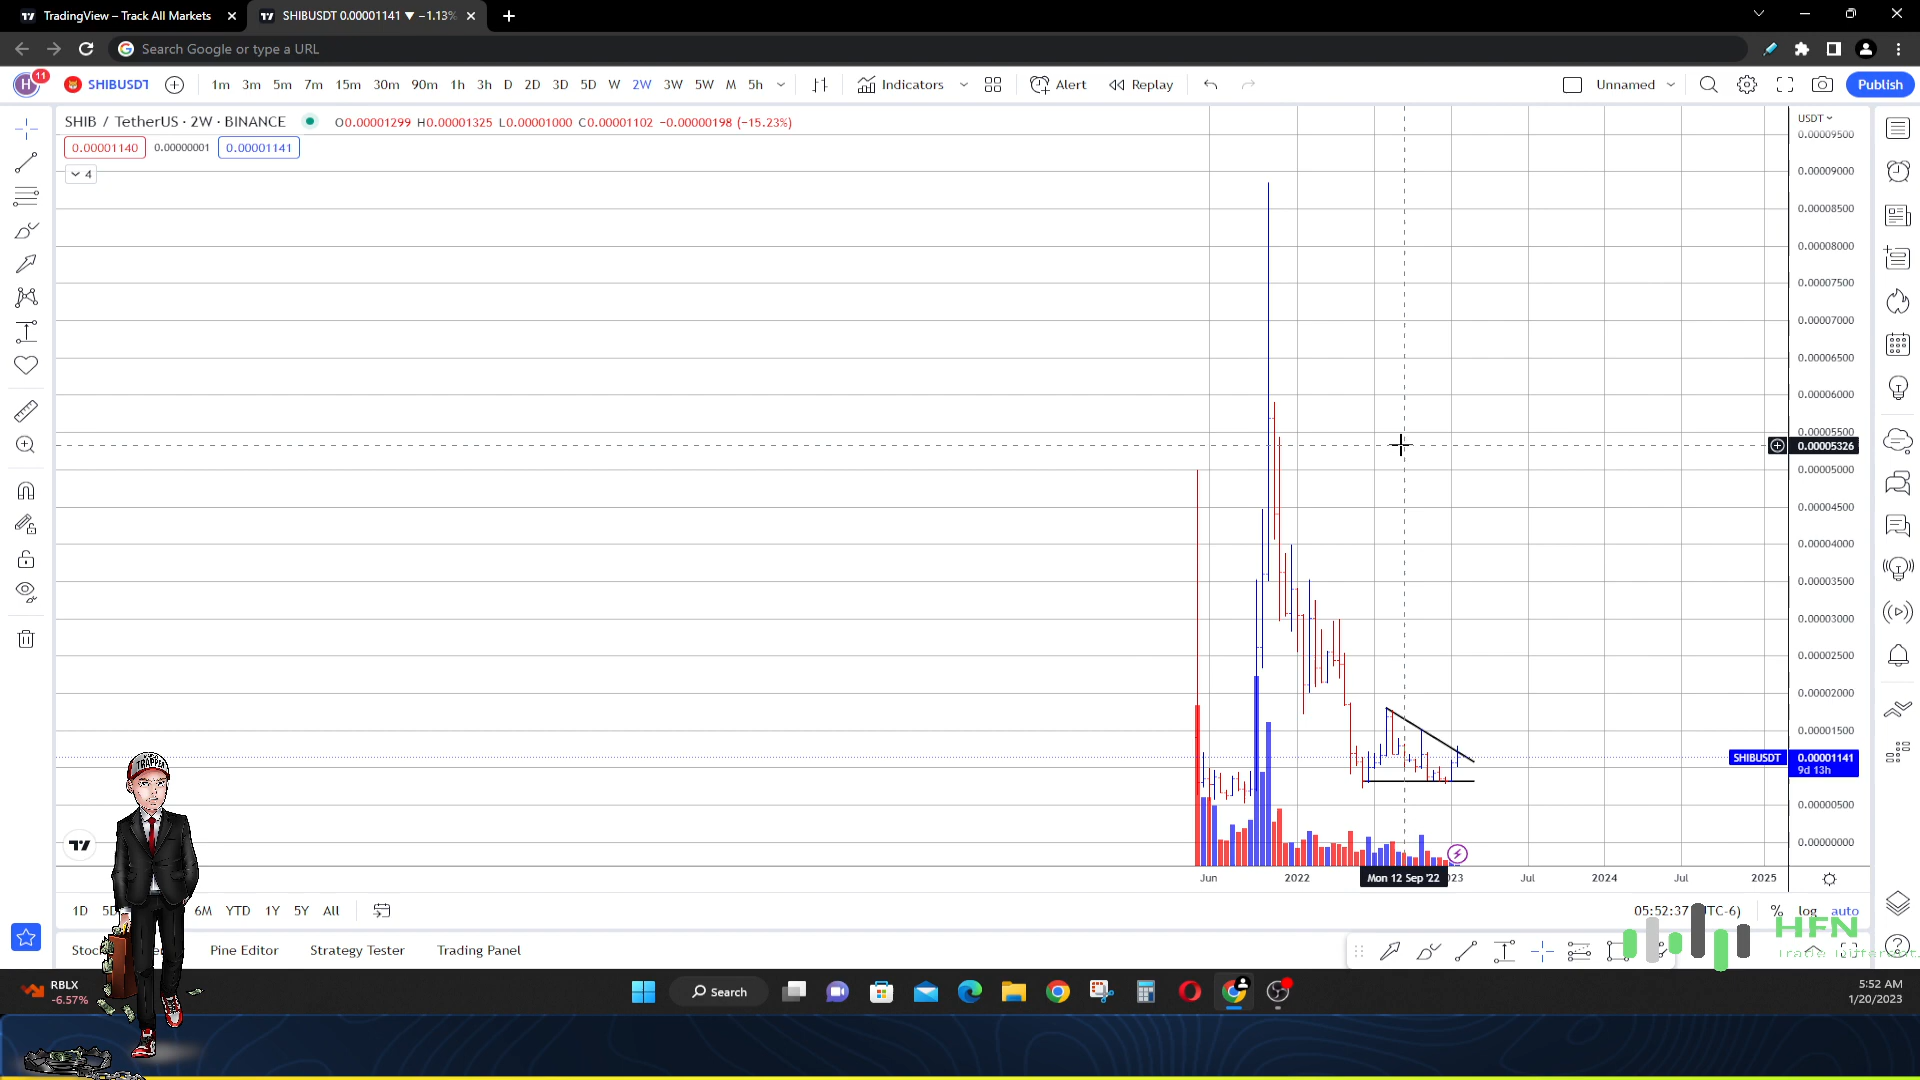 TradingView – Track All Markets
SHIBUSDT 0.00001141 ▼ −1.13%
Search Google or type a URL
H 11 SHIBUSDT 1m 3m 5m 7m 15m 30m 90m 1h 3h D 2D 3D 5D W 2W 3W 5W M 5h Indicators Alert Replay Unnamed Publish
SHIB / TetherUS · 2W · BINANCE O0.00001299 H0.00001325 L0.00001000 C0.00001102 −0.00000198 (−15.23%)
0.00001140 0.00000001 0.00001141
4
USDT
0.00009500
0.00009000
0.00008500
0.00008000
0.00007500
0.00007000
0.00006500
0.00006000
0.00005500
0.00005326
0.00005000
0.00004500
0.00004000
0.00003500
0.00003000
0.00002500
0.00002000
0.00001500
SHIBUSDT 0.00001141
9d 13h
0.00000500
0.00000000
Jun 2022 Mon 12 Sep '22 023 Jul 2024 Jul 2025
TRAPPER
1D 6M YTD 1Y 5Y All
05:52:37 % log auto
Pine Editor Strategy Tester Trading Panel
HFN
Trade Different.
RBLX
-6.57%
Search
5:52 AM
1/20/2023